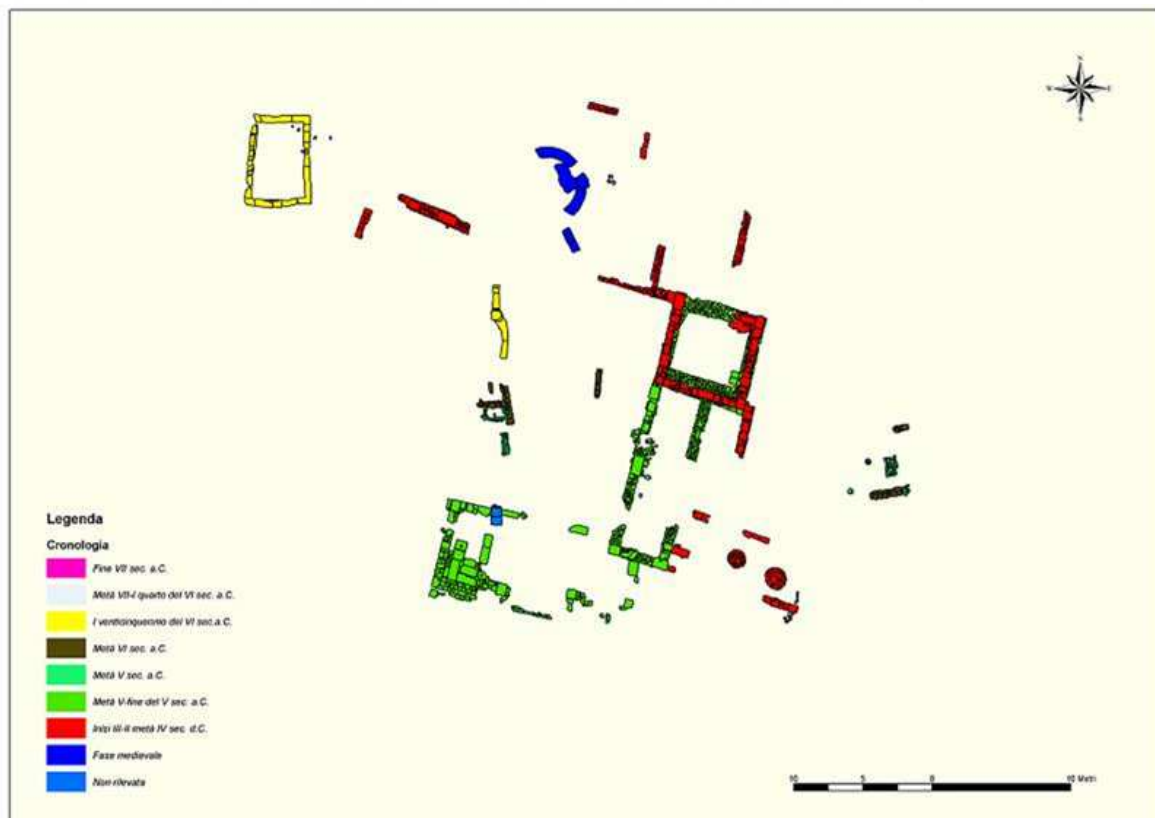 N
Legenda
Cronologia
Fine VII sec. a.C.
Metà VII-I quarto del VI sec. a.C.
I venticinquennio del VI sec.a.C.
Metà VI sec. a.C.
Metà V sec. a.C.
Metà V-fine del V sec. a.C.
Inizi III-II metà IV sec. d.C.
Fase medievale
Non rilevata
10 5 0 10 Metri